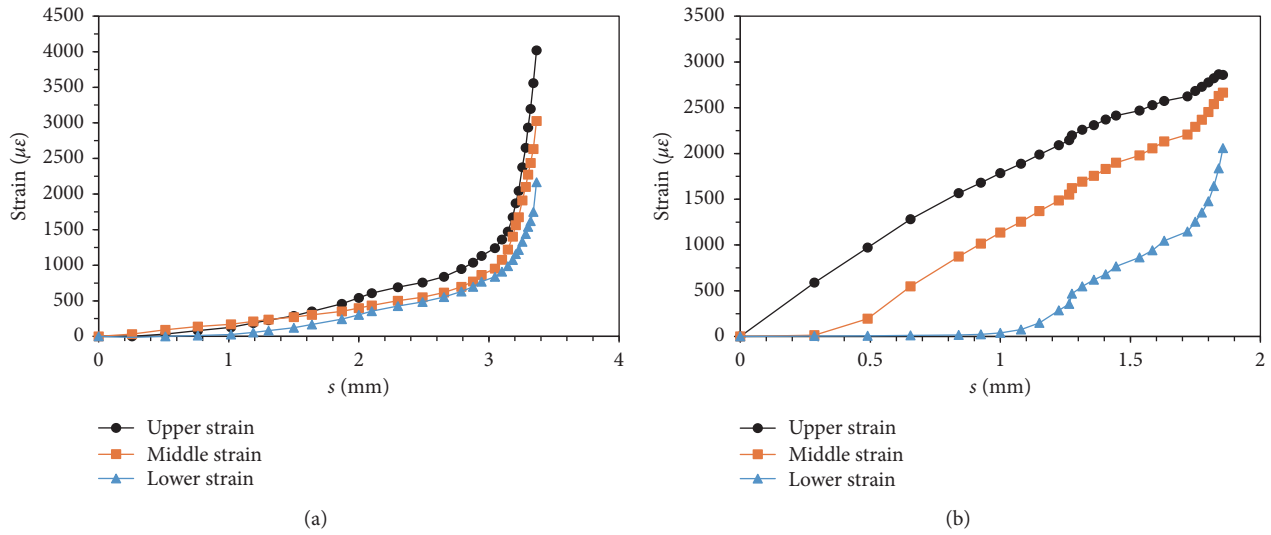 4500
4000
3500
3000
2500
2000
1500
1000
500
0
Strain (με)
0 1 2 3 4
s (mm)
Upper strain
Middle strain
Lower strain
(a)
3500
3000
2500
2000
1500
1000
500
0
Strain (με)
0 0.5 1 1.5 2
s (mm)
Upper strain
Middle strain
Lower strain
(b)